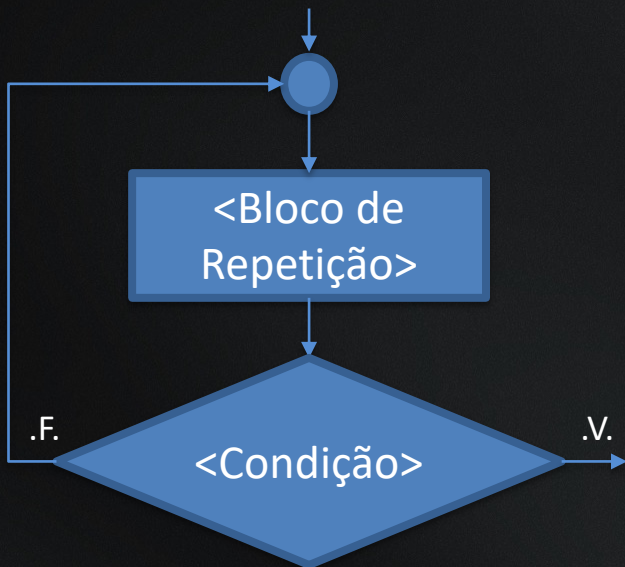 <Bloco de
Repetição>
.F.
<Condição>
.V.